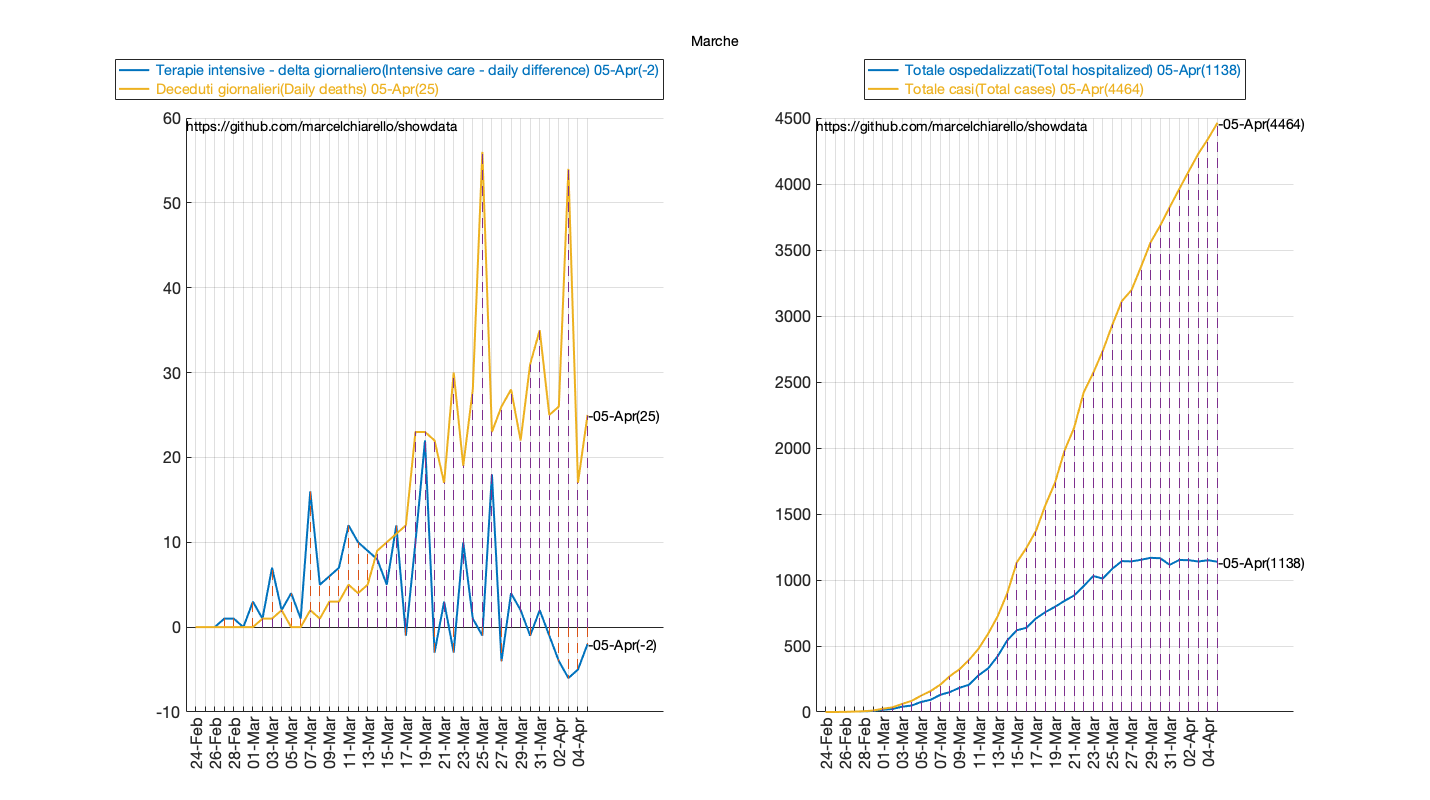 Marche
Terapie intensive - delta giornaliero(Intensive care - daily difference) 05-Apr(-2)
Deceduti giornalieri(Daily deaths) 05-Apr(25)
https://github.com/marcelchiarello/showdata
60
50
40
30
20
10
0
-10
-05-Apr(25)
-05-Apr(-2)
24-Feb
26-Feb
28-Feb
01-Mar
03-Mar
05-Mar
07-Mar
09-Mar
11-Mar
13-Mar
15-Mar
17-Mar
19-Mar
21-Mar
23-Mar
25-Mar
27-Mar
29-Mar
31-Mar
02-Apr
04-Apr
Totale ospedalizzati(Total hospitalized) 05-Apr(1138)
Totale casi(Total cases) 05-Apr(4464)
https://github.com/marcelchiarello/showdata
4500
4000
3500
3000
2500
2000
1500
1000
500
0
-05-Apr(4464)
-05-Apr(1138)
24-Feb
26-Feb
28-Feb
01-Mar
03-Mar
05-Mar
07-Mar
09-Mar
11-Mar
13-Mar
15-Mar
17-Mar
19-Mar
21-Mar
23-Mar
25-Mar
27-Mar
29-Mar
31-Mar
02-Apr
04-Apr